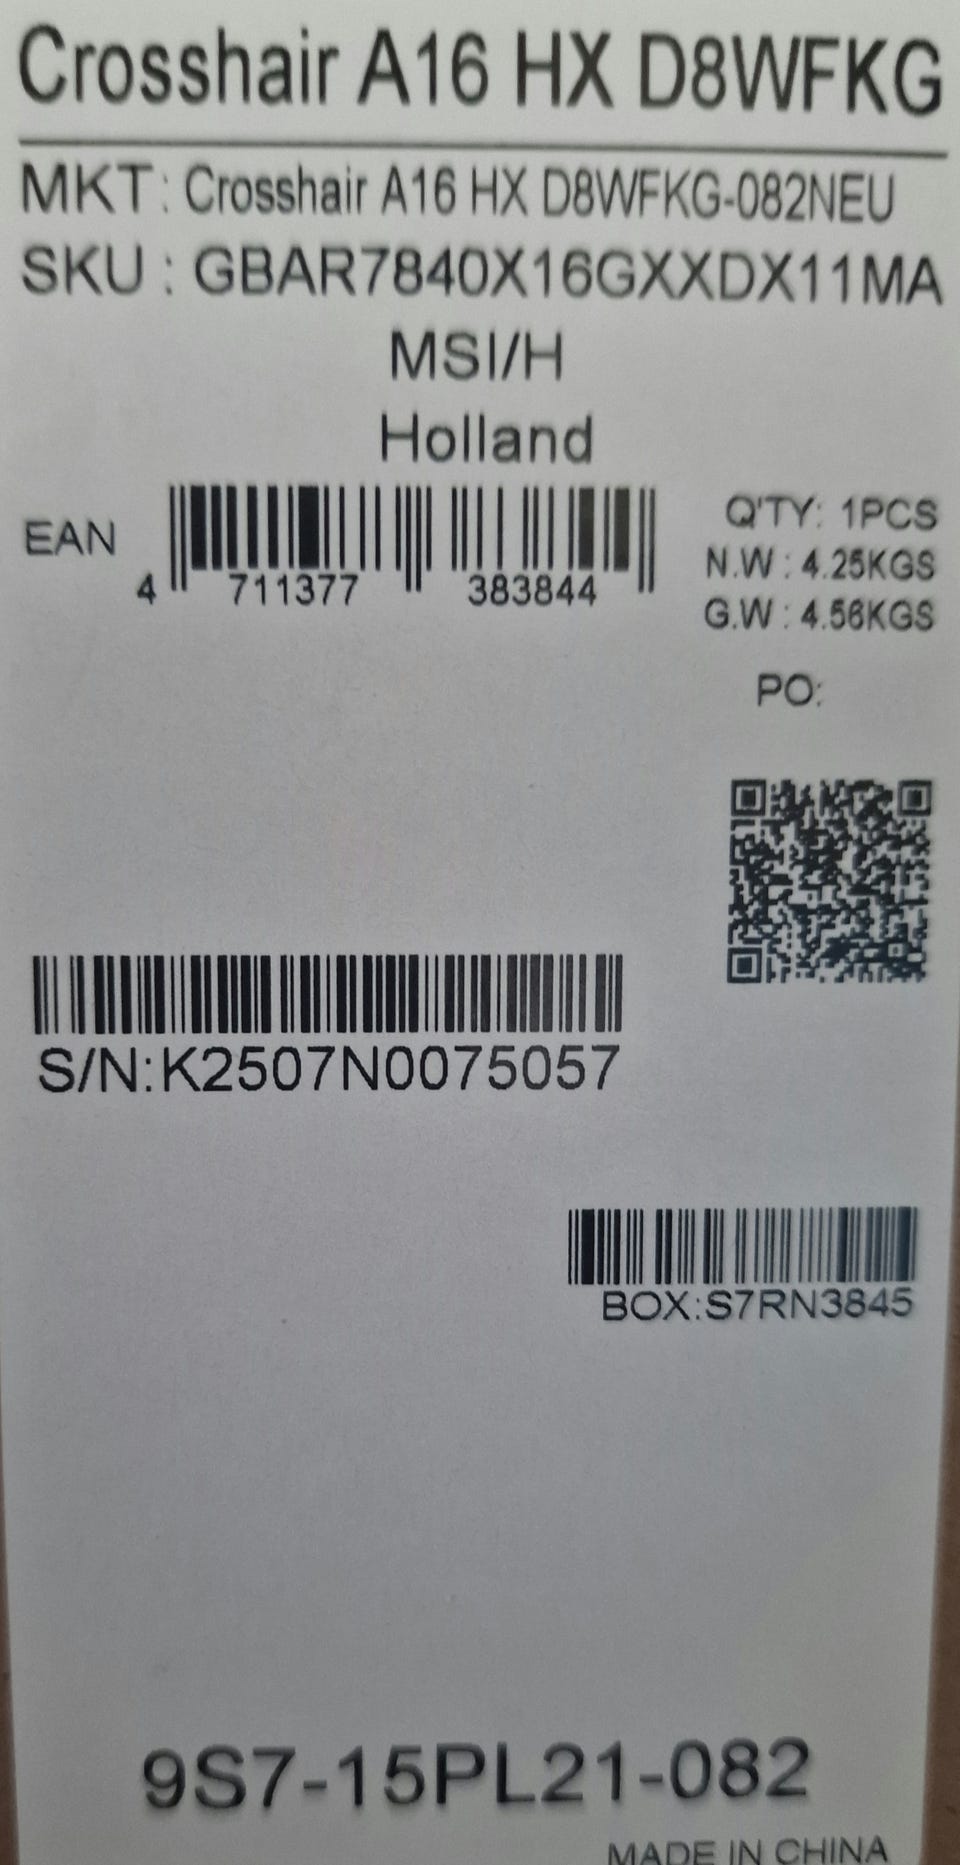 Crosshair A16 HX D8WFKG
MKT: Crosshair A16 HX D8WFKG-082NEU
SKU : GBAR7840X16GXXDX11MA
MSI/H
Holland
EAN
4 711377 383844
Q'TY: 1PCS
N.W : 4.25KGS
G.W : 4.56KGS
PO:
S/N:K2507N0075057
BOX:S7RN3845
9S7-15PL21-082
MADE IN CHINA